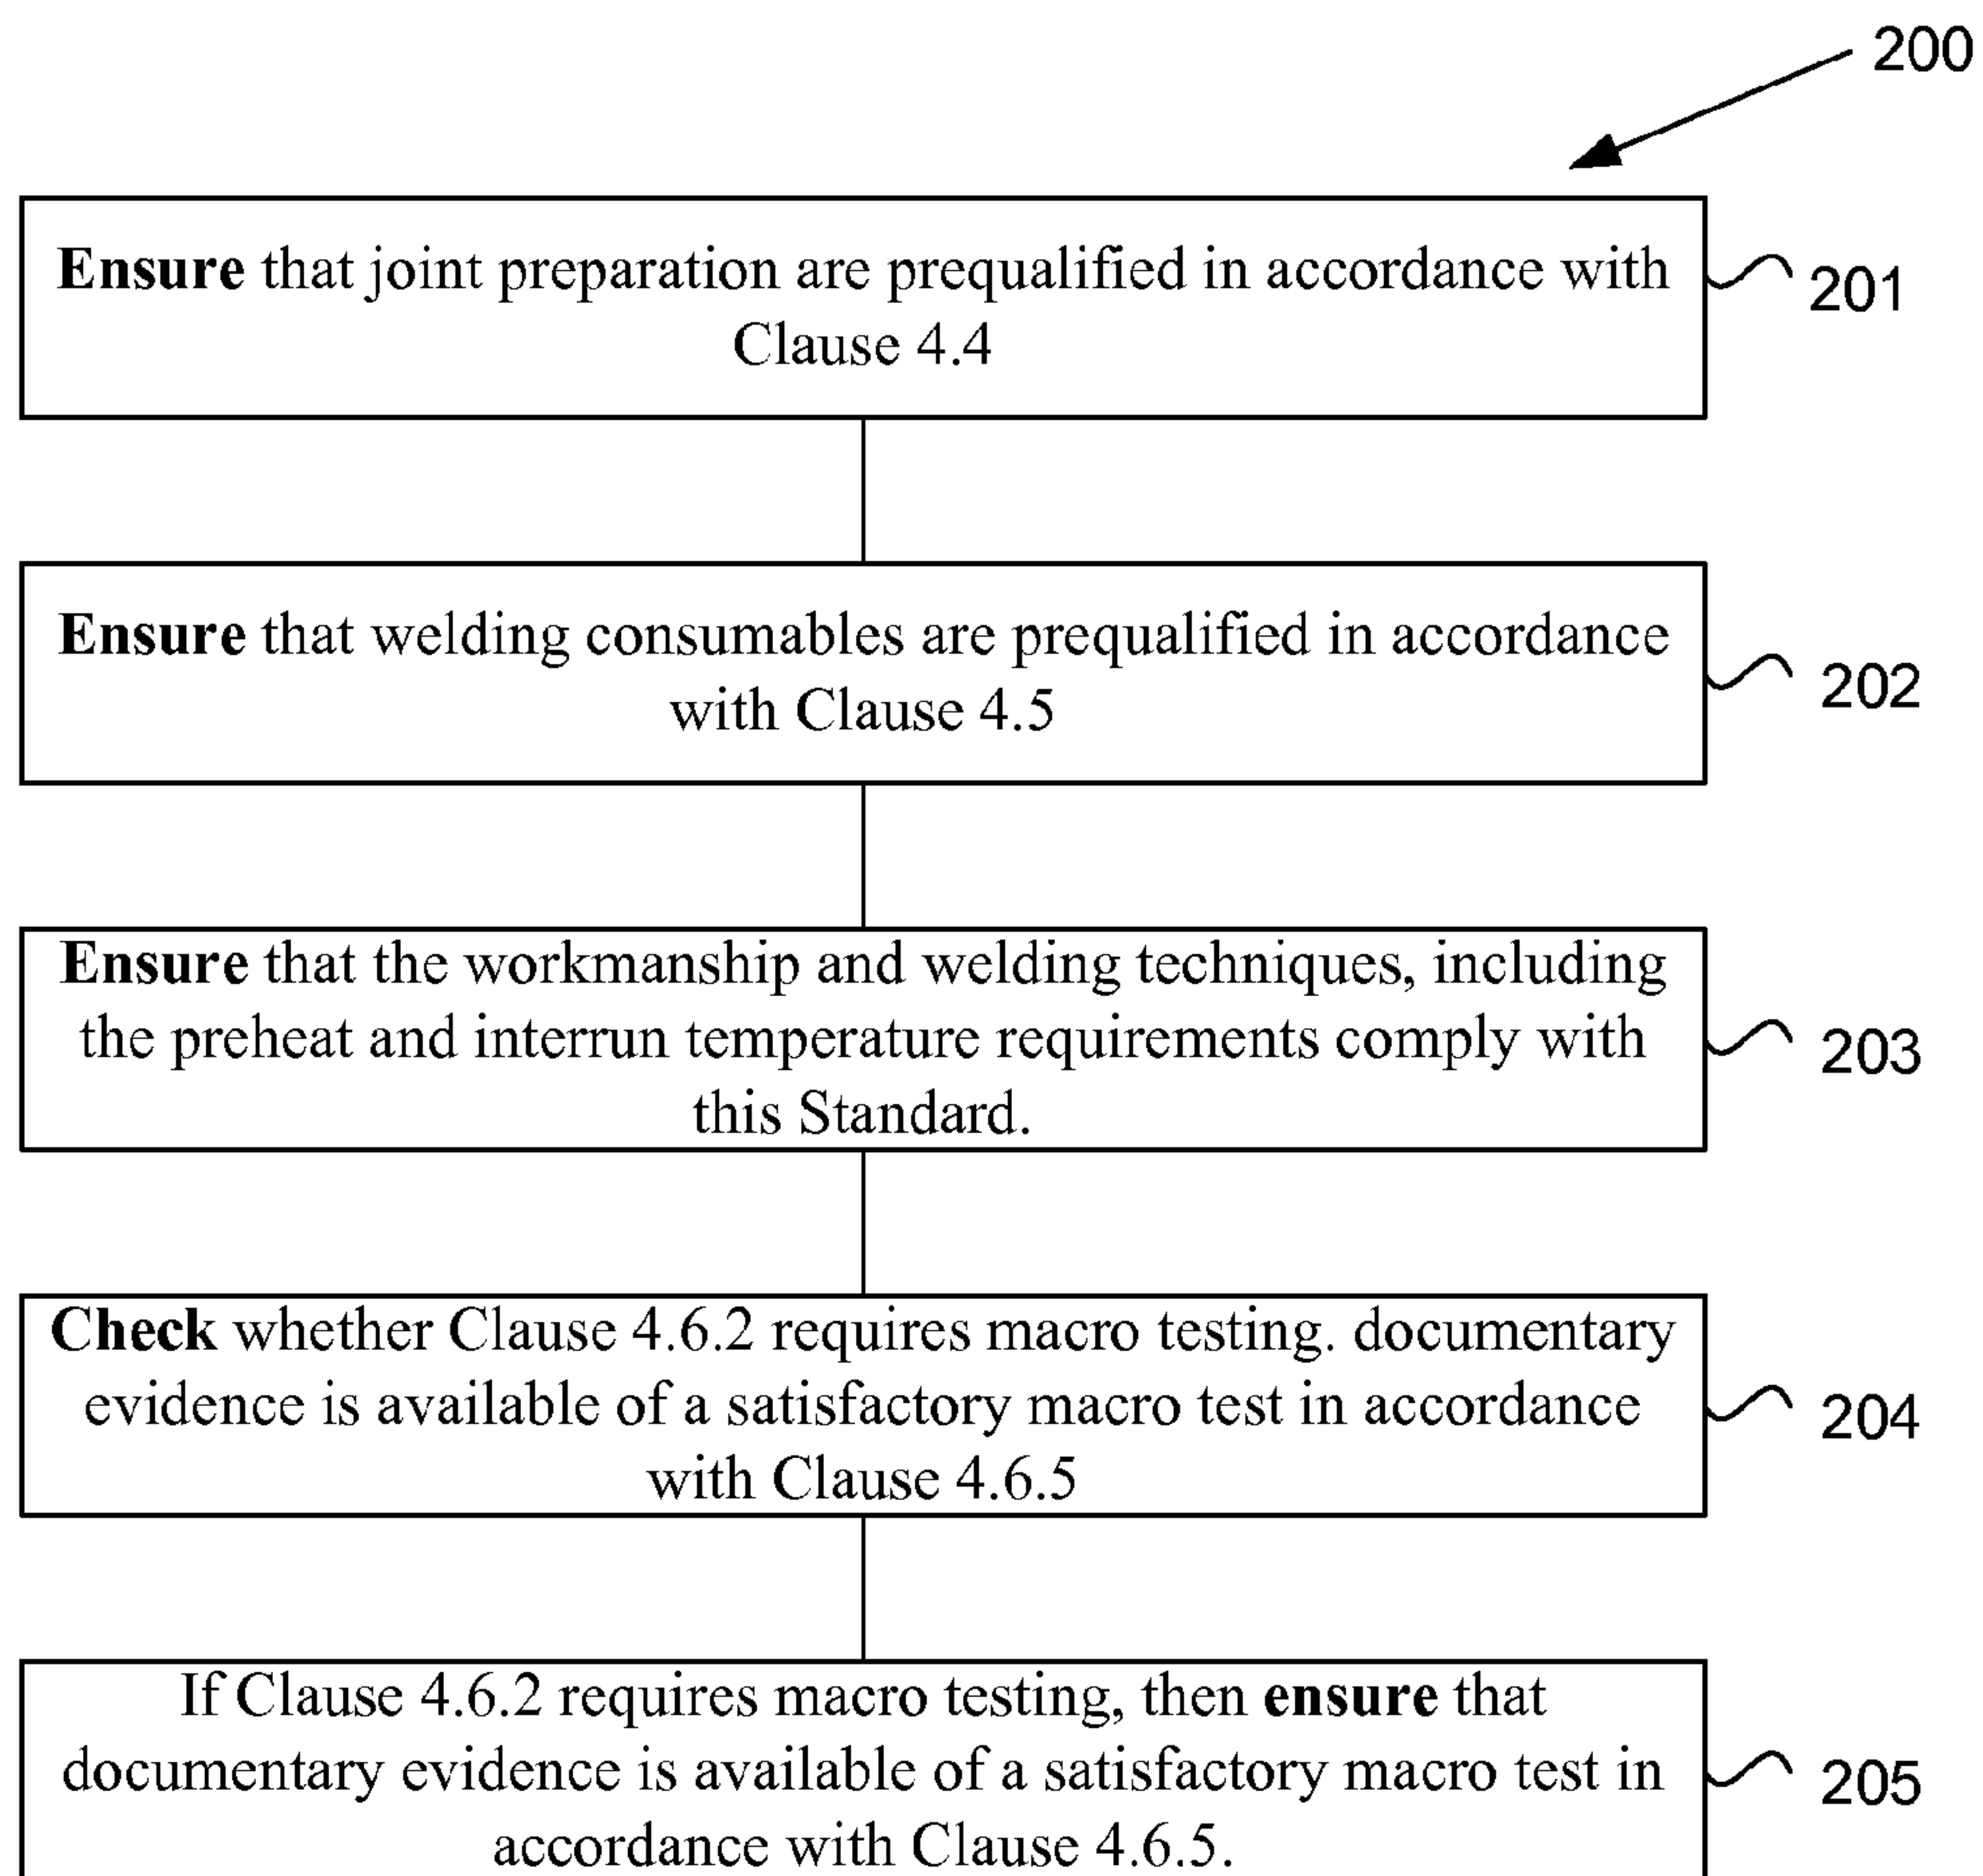 200
Ensure that joint preparation are prequalified in accordance with
Clause 4.4
201
Ensure that welding consumables are prequalified in accordance
with Clause 4.5
202
Ensure that the workmanship and welding techniques, including
the preheat and interrun temperature requirements comply with
this Standard.
203
Check whether Clause 4.6.2 requires macro testing. documentary
evidence is available of a satisfactory macro test in accordance
with Clause 4.6.5
204
If Clause 4.6.2 requires macro testing, then ensure that
documentary evidence is available of a satisfactory macro test in
accordance with Clause 4.6.5.
205